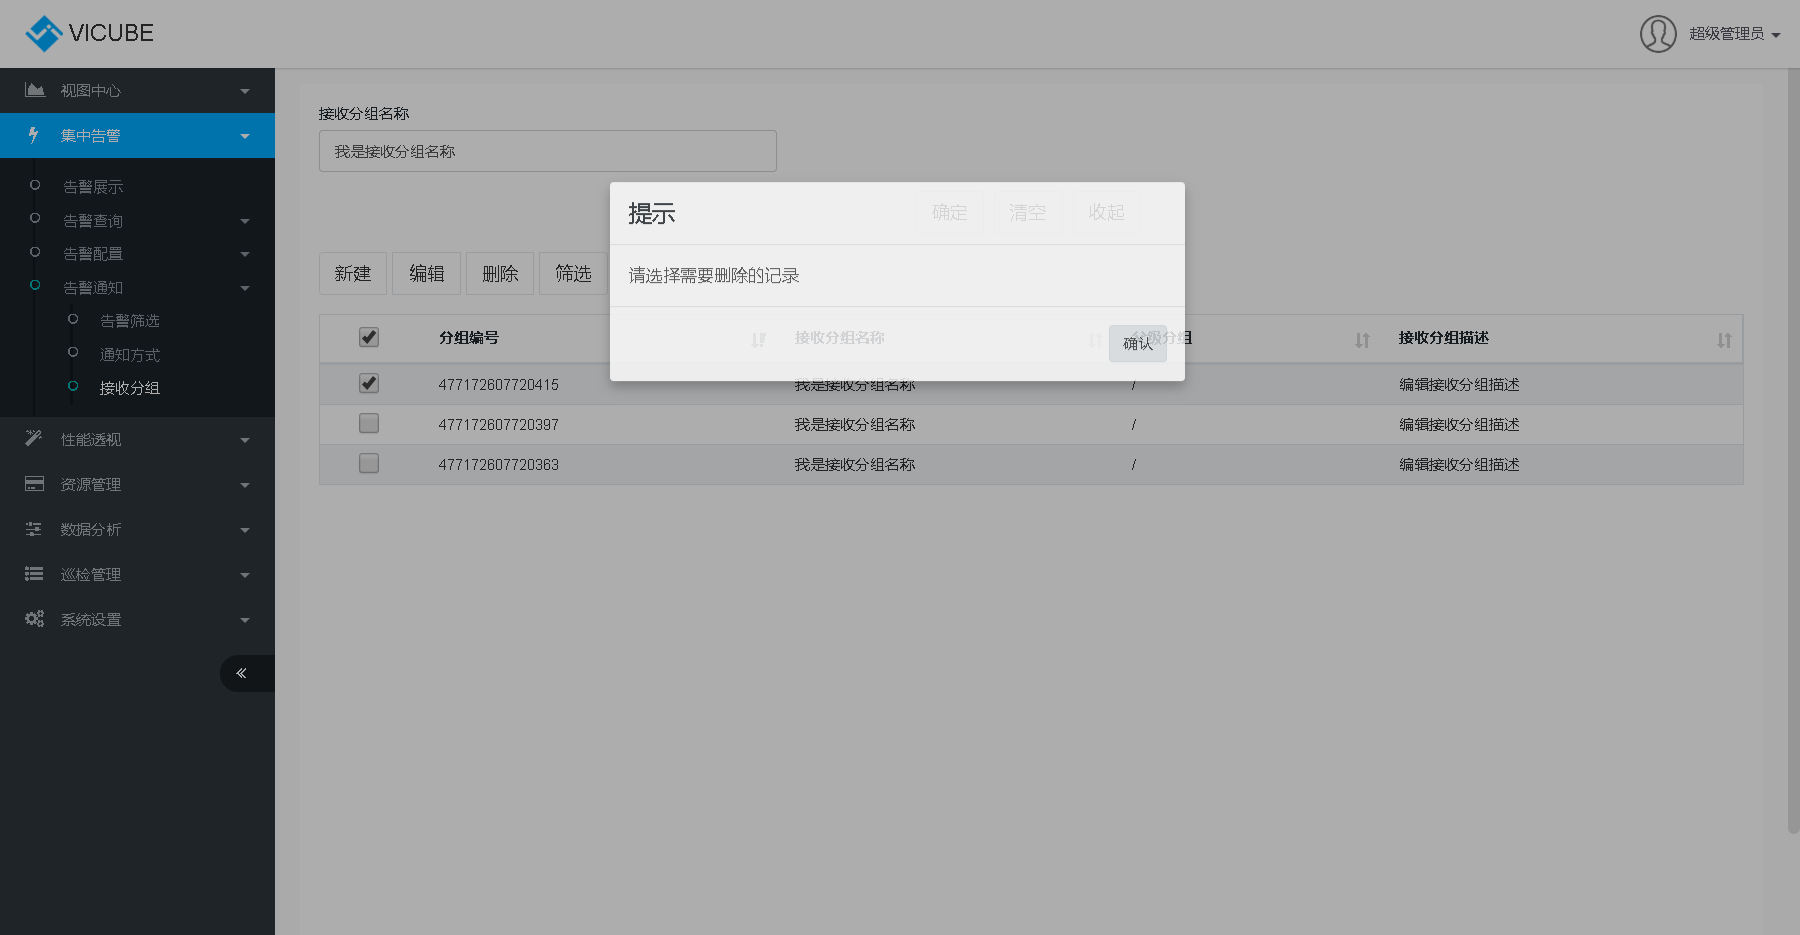 VICUBE
超级管理员
视图中心
集中告警
告警展示
告警查询
告警配置
告警通知
告警筛选
通知方式
接收分组
性能透视
资源管理
数据分析
巡检管理
系统设置
接收分组名称
我是接收分组名称
确定 清空 收起
提示
请选择需要删除的记录
确认
新建 编辑 删除 筛选
分组编号 接收分组名称 分级分组 接收分组描述
477172607720415 我是接收分组名称 / 编辑接收分组描述
477172607720397 我是接收分组名称 / 编辑接收分组描述
477172607720363 我是接收分组名称 / 编辑接收分组描述